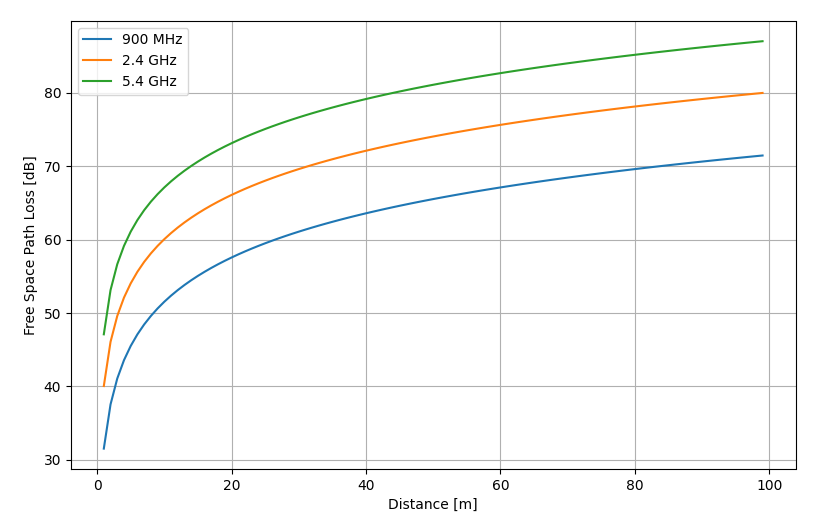 900 MHz
2.4 GHz
5.4 GHz
80
70
60
50
40
30
Free Space Path Loss [dB]
0 20 40 60 80 100
Distance [m]